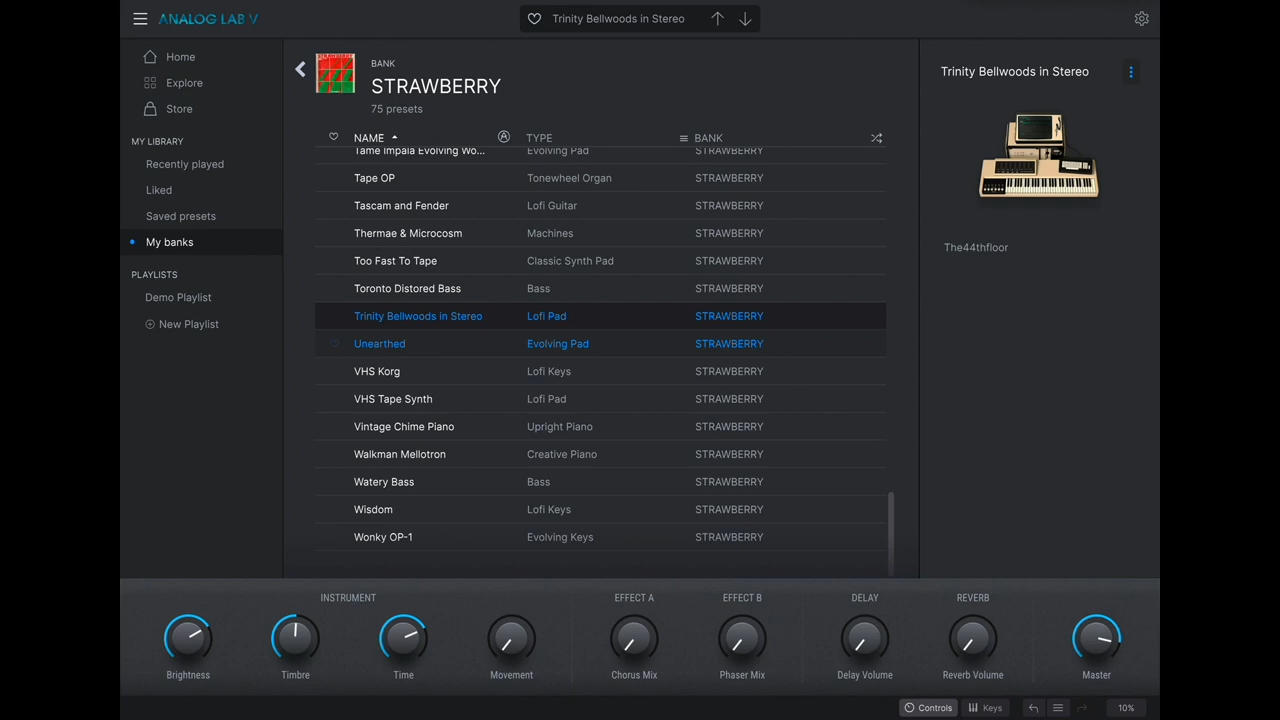 ANALOG LAB V
Trinity Bellwoods in Stereo
Home
Explore
Store
MY LIBRARY
Recently played
Liked
Saved presets
My banks
PLAYLISTS
Demo Playlist
New Playlist
BANK
STRAWBERRY
75 presets
NAME TYPE BANK
Tame Impala Evolving Wo... Evolving Pad STRAWBERRY
Tape OP Tonewheel Organ STRAWBERRY
Tascam and Fender Lofi Guitar STRAWBERRY
Thermae & Microcosm Machines STRAWBERRY
Too Fast To Tape Classic Synth Pad STRAWBERRY
Toronto Distored Bass Bass STRAWBERRY
Trinity Bellwoods in Stereo Lofi Pad STRAWBERRY
Unearthed Evolving Pad STRAWBERRY
VHS Korg Lofi Keys STRAWBERRY
VHS Tape Synth Lofi Pad STRAWBERRY
Vintage Chime Piano Upright Piano STRAWBERRY
Walkman Mellotron Creative Piano STRAWBERRY
Watery Bass Bass STRAWBERRY
Wisdom Lofi Keys STRAWBERRY
Wonky OP-1 Evolving Keys STRAWBERRY
Trinity Bellwoods in Stereo
The44thfloor
INSTRUMENT EFFECT A EFFECT B DELAY REVERB
Brightness Timbre Time Movement Chorus Mix Phaser Mix Delay Volume Reverb Volume Master
Controls Keys 10%